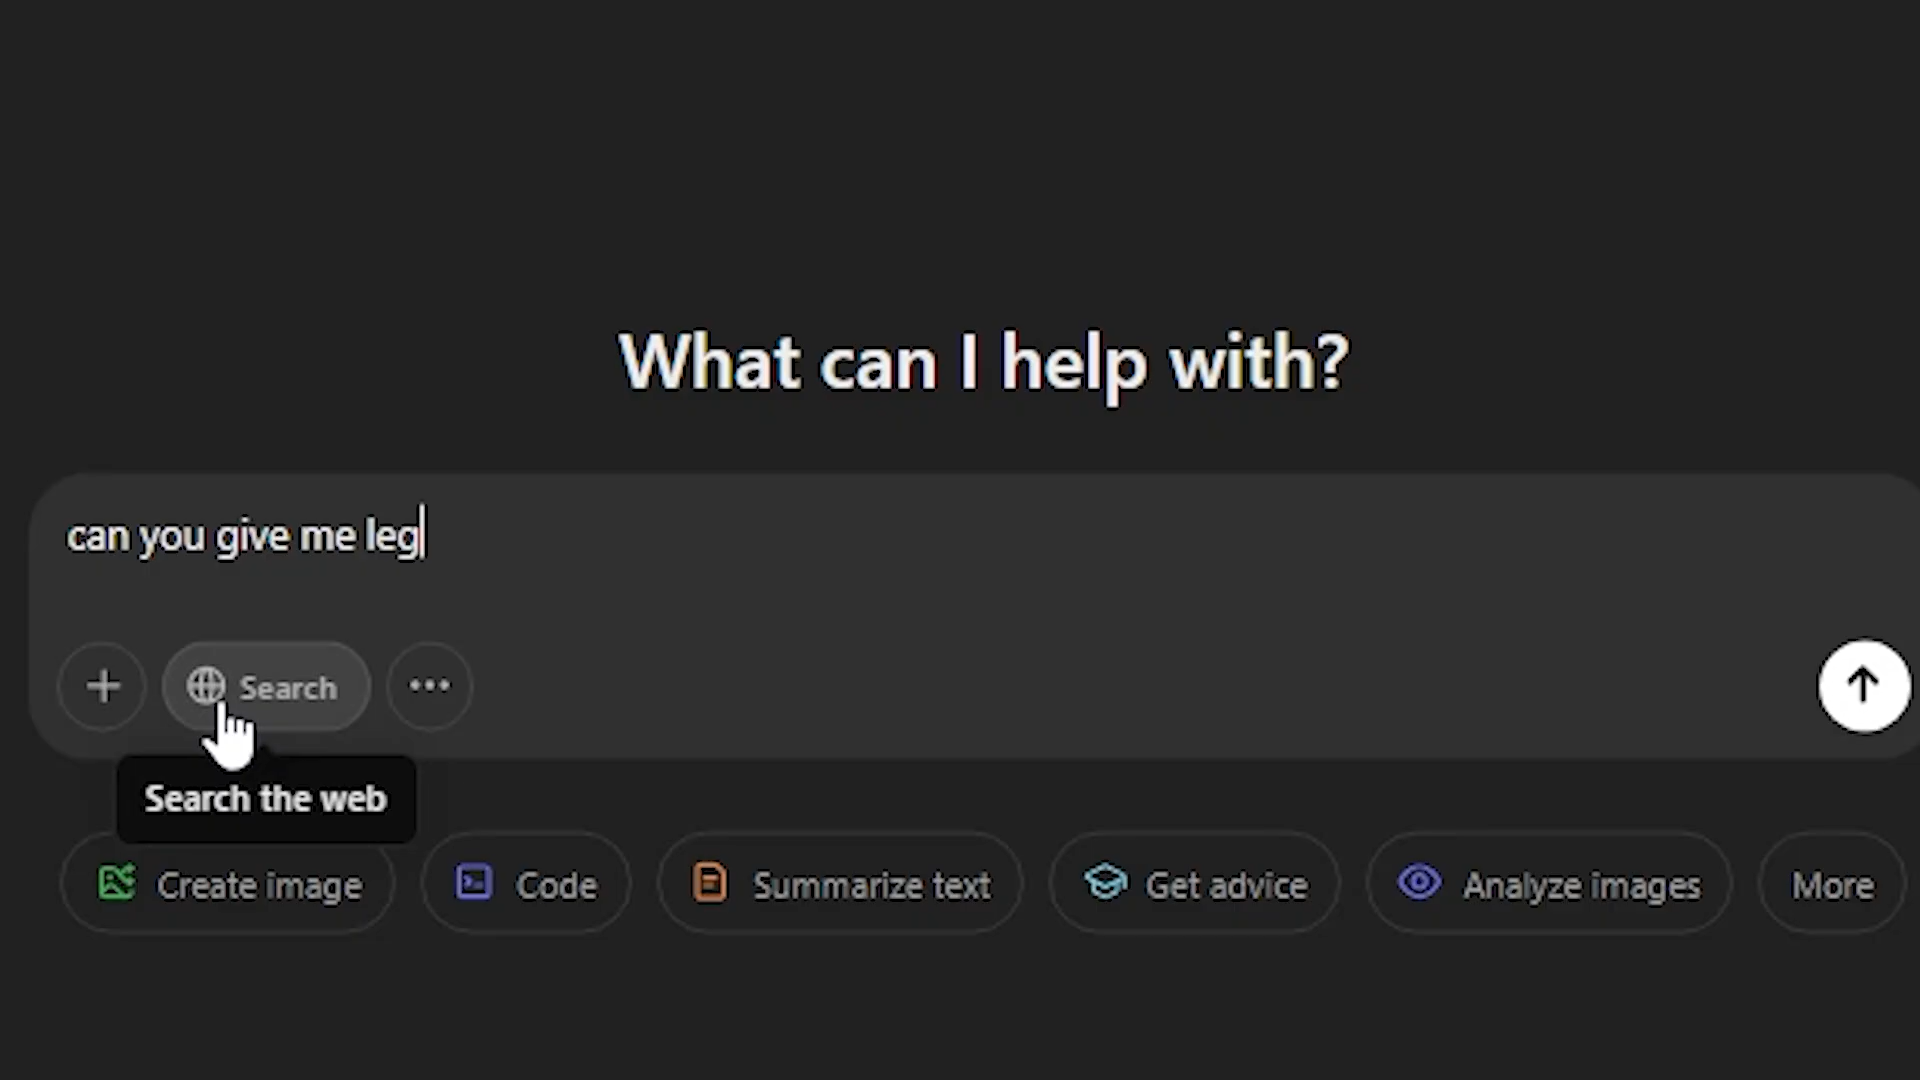 What can I help with?
can you give me leg
Search
Search the web
Create image
Code
Summarize text
Get advice
Analyze images
More